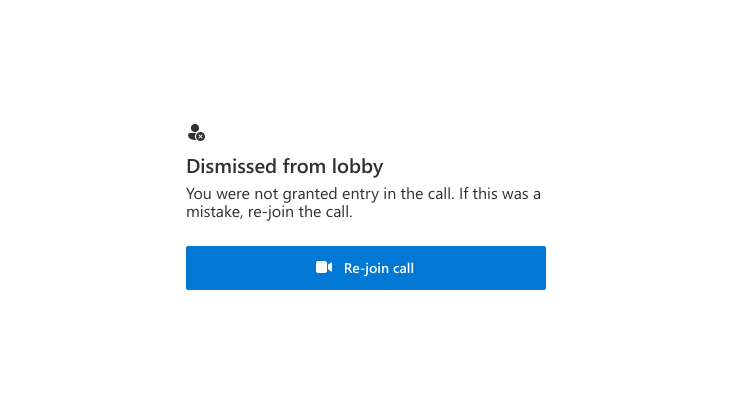 Dismissed from lobby
You were not granted entry in the call. If this was a
mistake, re-join the call.
Re-join call